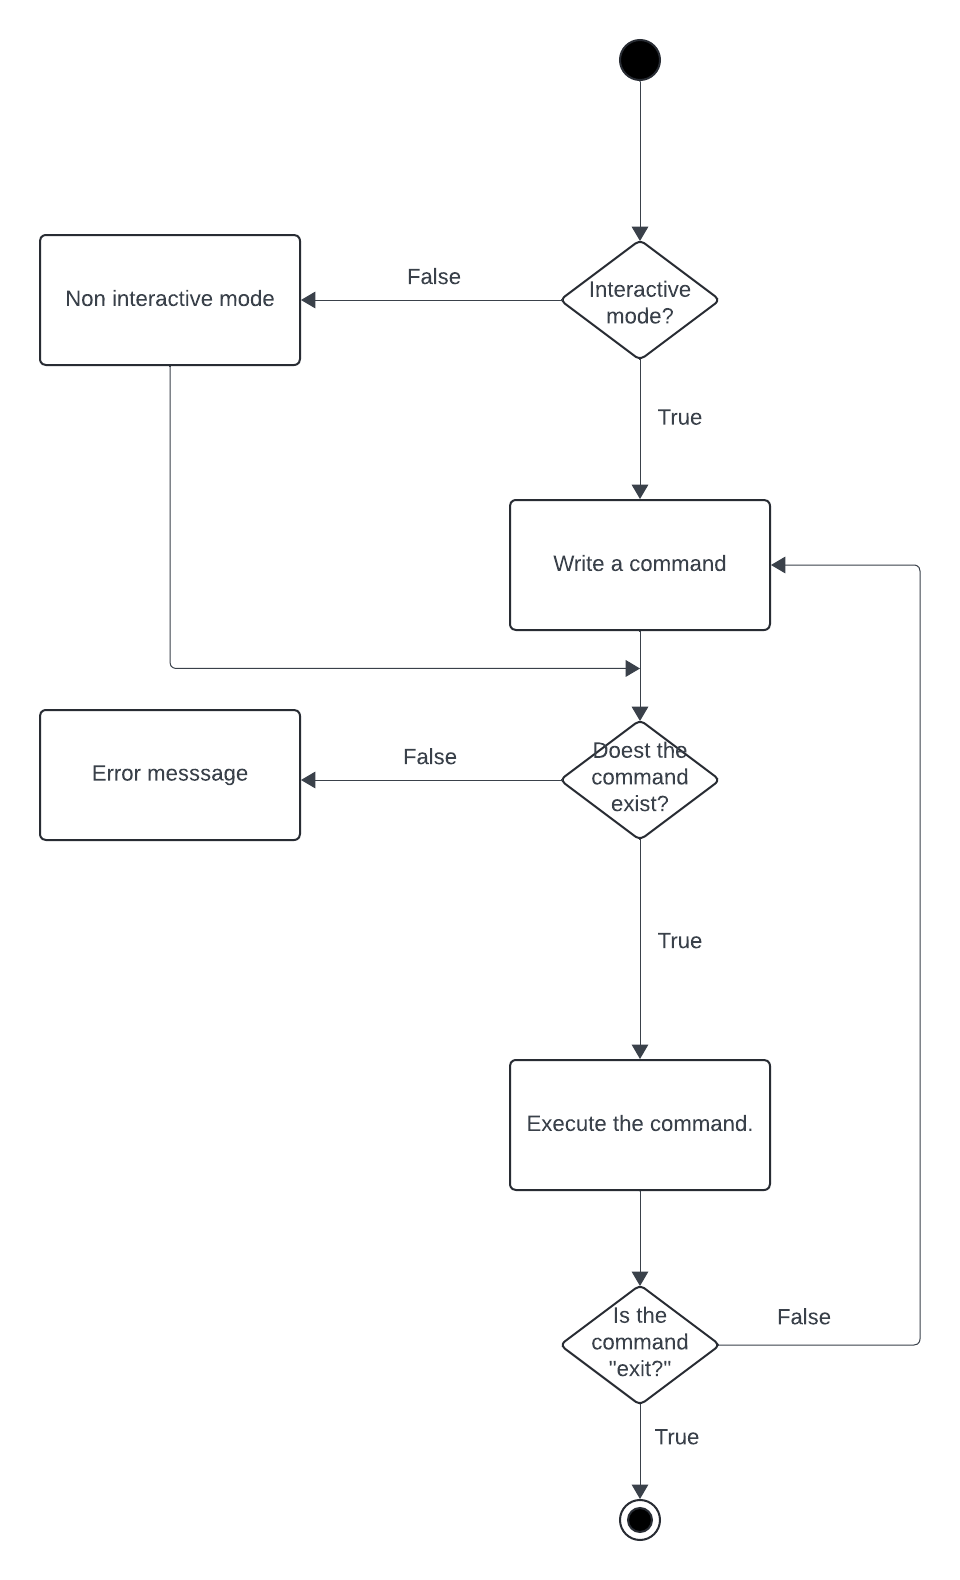 False
Non interactive mode
Interactive
mode?
True
Write a command
False
Error messsage
Doest the
command
exist?
True
Execute the command.
Is the
command
"exit?"
False
True